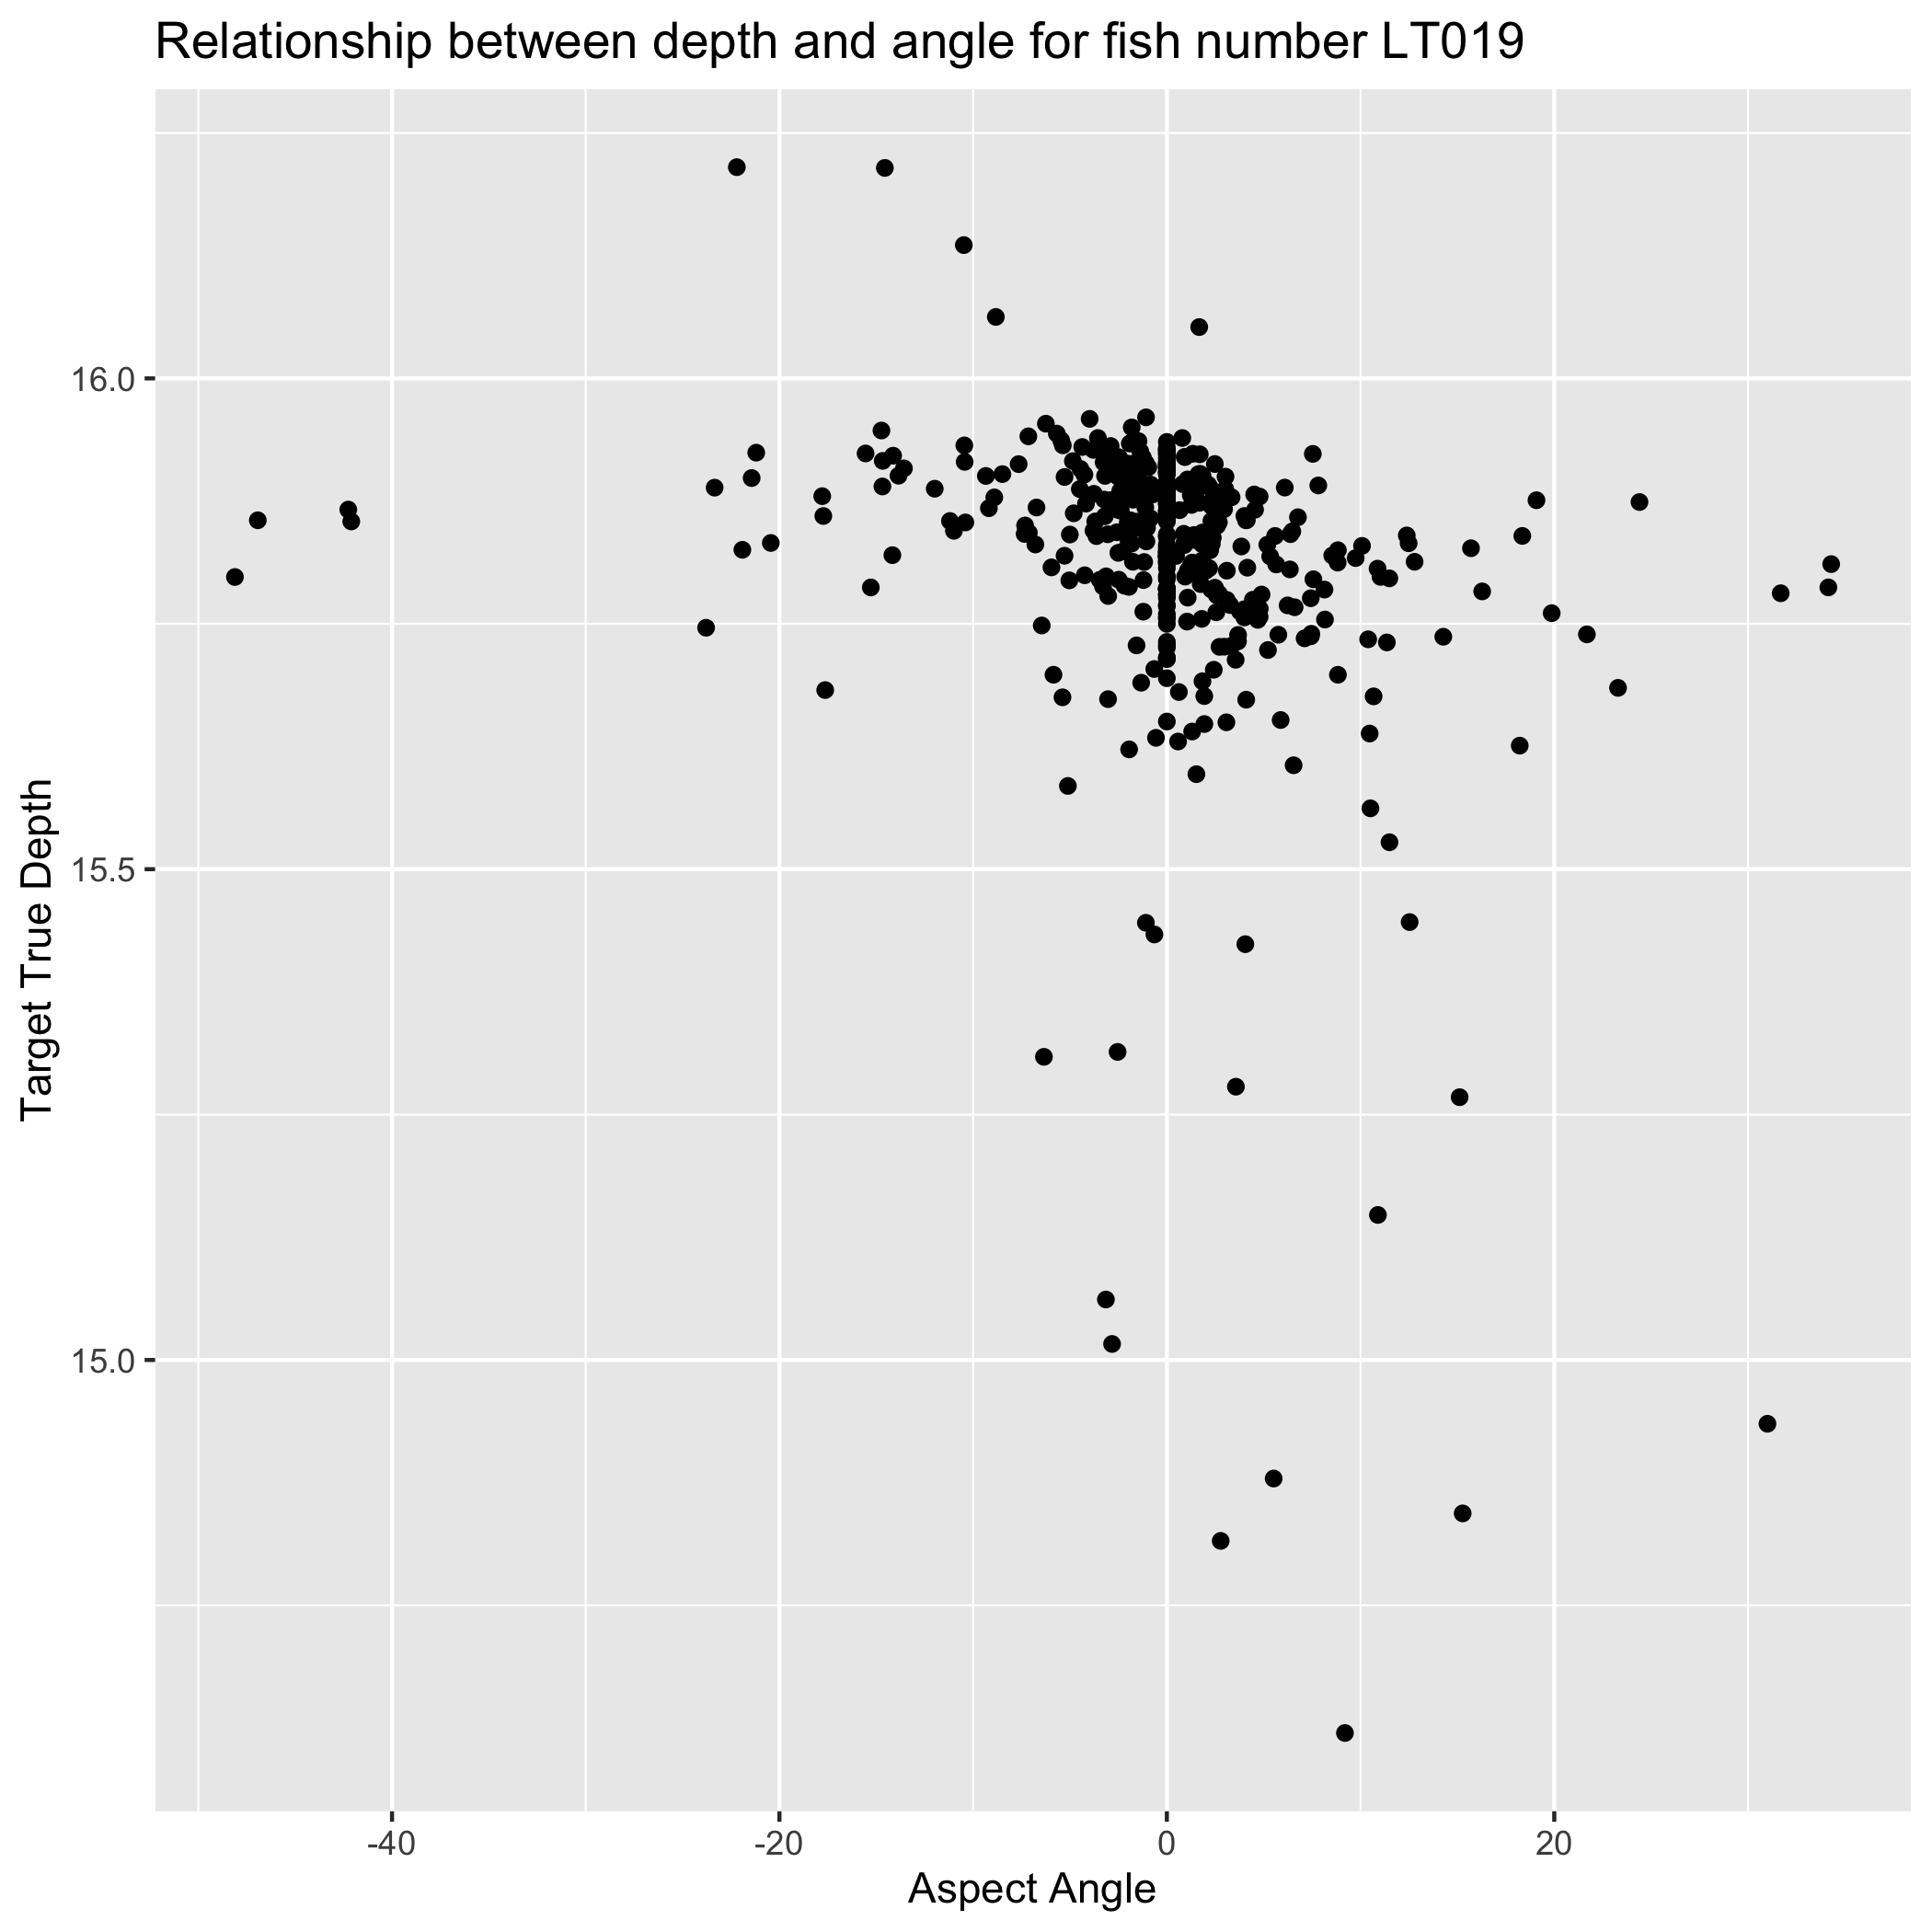 Relationship between depth and angle for fish number LT019
Target True Depth
16.0
15.5
15.0
-40
-20
0
20
Aspect Angle